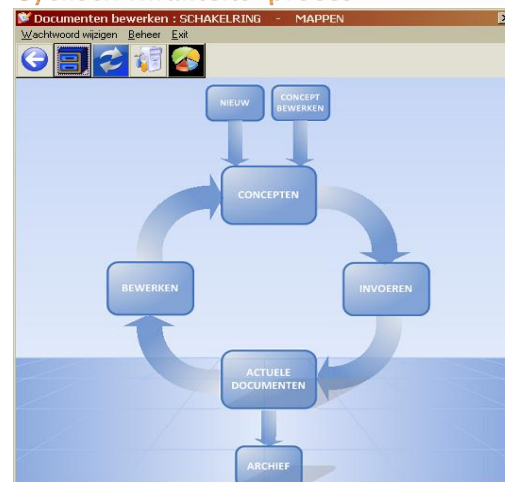 Documenten bewerken : SCHAKELRING - MAPPEN
Wachtwoord wijzigen Beheer Exit
NIEUW
CONCEPT
BEWERKEN
CONCEPTEN
BEWERKEN
INVOEREN
ACTUELE
DOCUMENTEN
ARCHIEF